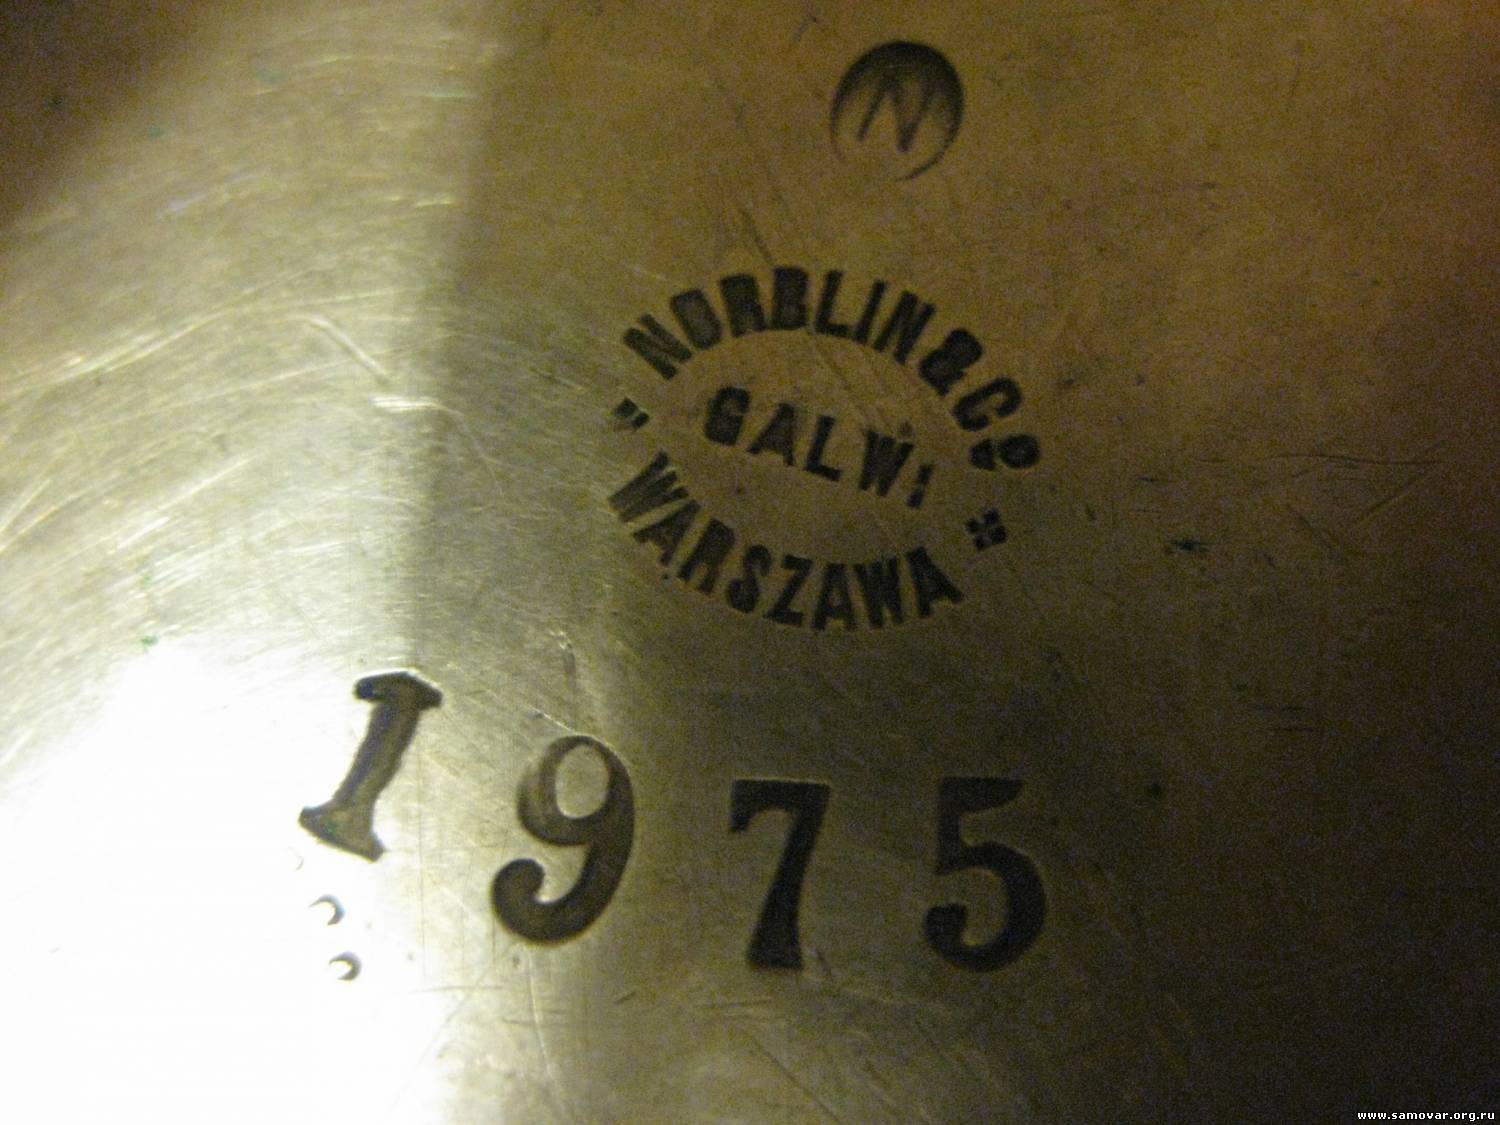 N
NORBLIN & Co
GALW:
WARSZAWA
1975
www.samovar.org.ru